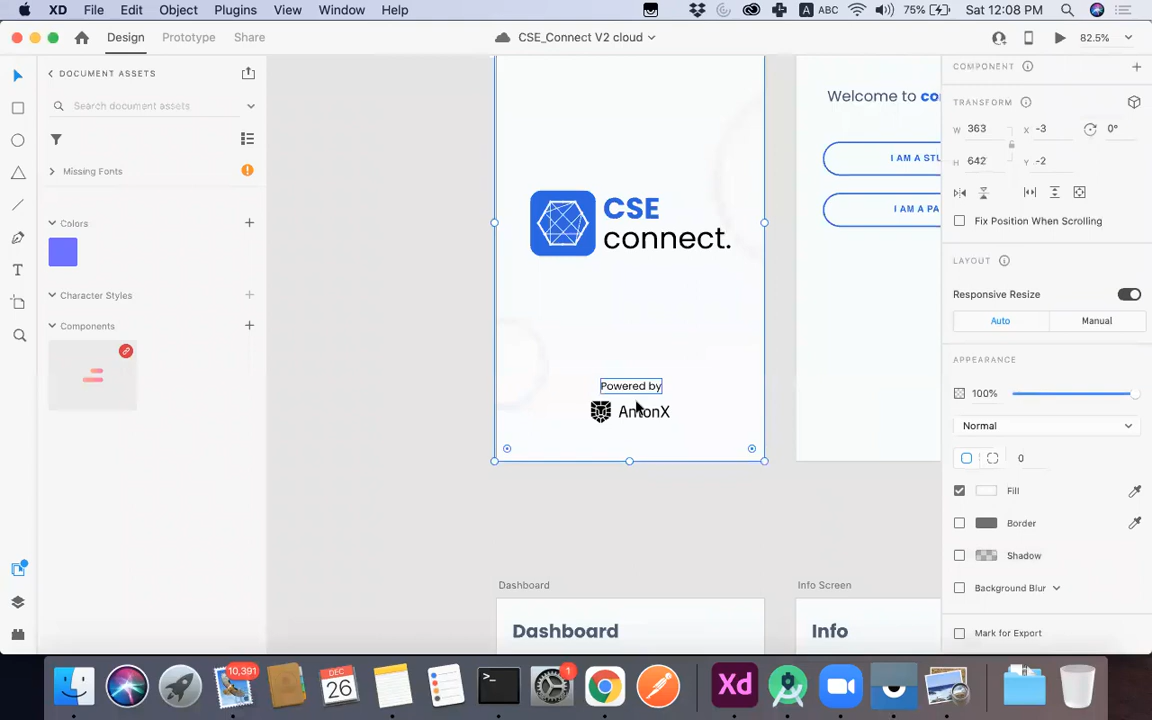 XD File Edit Object Plugins View Window Help
A ABC 75% Sat 12:08 PM
Design Prototype Share
CSE_Connect V2 cloud
82.5%
DOCUMENT ASSETS
Search document assets
Missing Fonts
Colors
Character Styles
Components
CSE
connect.
Powered by
AntonX
Welcome to co
I AM A STU
I AM A PA
Dashboard
Dashboard
Info Screen
Info
COMPONENT
TRANSFORM
W 363 X -3 0°
H 642 Y -2
Fix Position When Scrolling
LAYOUT
Responsive Resize
Auto Manual
APPEARANCE
100%
Normal
0
Fill
Border
Shadow
Background Blur
Mark for Export
10,391
DEC
26
1
Xd